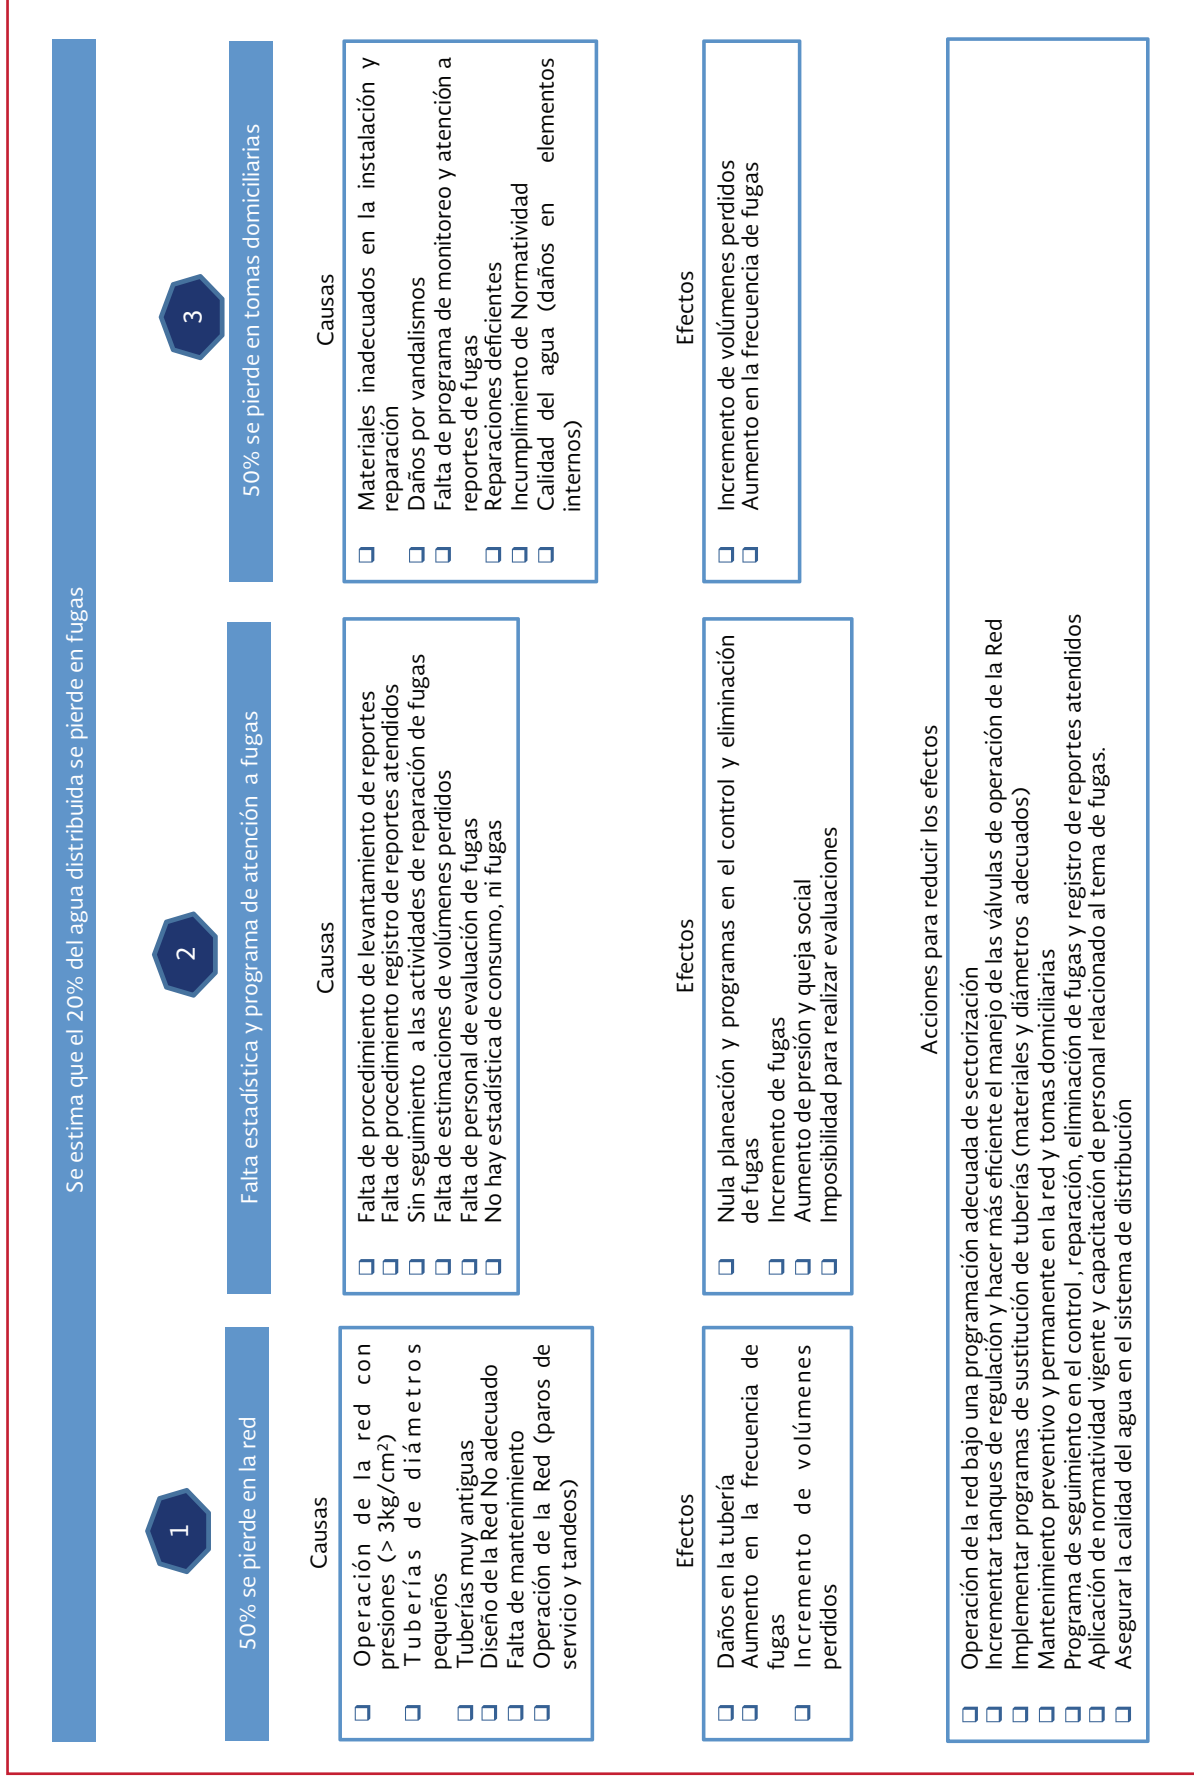 Se estima que el 20% del agua distribuida se pierde en fugas
1
50% se pierde en la red
Causas
❑ Operación de la red con
presiones (> 3kg/cm²)
❑ Tuberías de diámetros
pequeños
❑ Tuberías muy antiguas
❑ Diseño de la Red No adecuado
❑ Falta de mantenimiento
❑ Operación de la Red (paros de
servicio y tandeos)
Efectos
❑ Daños en la tubería
❑ Aumento en la frecuencia de
fugas
❑ Incremento de volúmenes
perdidos
2
Falta estadística y programa de atención a fugas
Causas
❑ Falta de procedimiento de levantamiento de reportes
❑ Falta de procedimiento registro de reportes atendidos
❑ Sin seguimiento a las actividades de reparación de fugas
❑ Falta de estimaciones de volúmenes perdidos
❑ Falta de personal de evaluación de fugas
❑ No hay estadística de consumo, ni fugas
Efectos
❑ Nula planeación y programas en el control y eliminación
de fugas
❑ Incremento de fugas
❑ Aumento de presión y queja social
❑ Imposibilidad para realizar evaluaciones
3
50% se pierde en tomas domiciliarias
Causas
❑ Materiales inadecuados en la instalación y
reparación
❑ Daños por vandalismos
❑ Falta de programa de monitoreo y atención a
reportes de fugas
❑ Reparaciones deficientes
❑ Incumplimiento de Normatividad
❑ Calidad del agua (daños en elementos
internos)
Efectos
❑ Incremento de volúmenes perdidos
❑ Aumento en la frecuencia de fugas
Acciones para reducir los efectos
❑ Operación de la red bajo una programación adecuada de sectorización
❑ Incrementar tanques de regulación y hacer más eficiente el manejo de las válvulas de operación de la Red
❑ Implementar programas de sustitución de tuberías (materiales y diámetros adecuados)
❑ Mantenimiento preventivo y permanente en la red y tomas domiciliarias
❑ Programa de seguimiento en el control , reparación, eliminación de fugas y registro de reportes atendidos
❑ Aplicación de normatividad vigente y capacitación de personal relacionado al tema de fugas.
❑ Asegurar la calidad del agua en el sistema de distribución